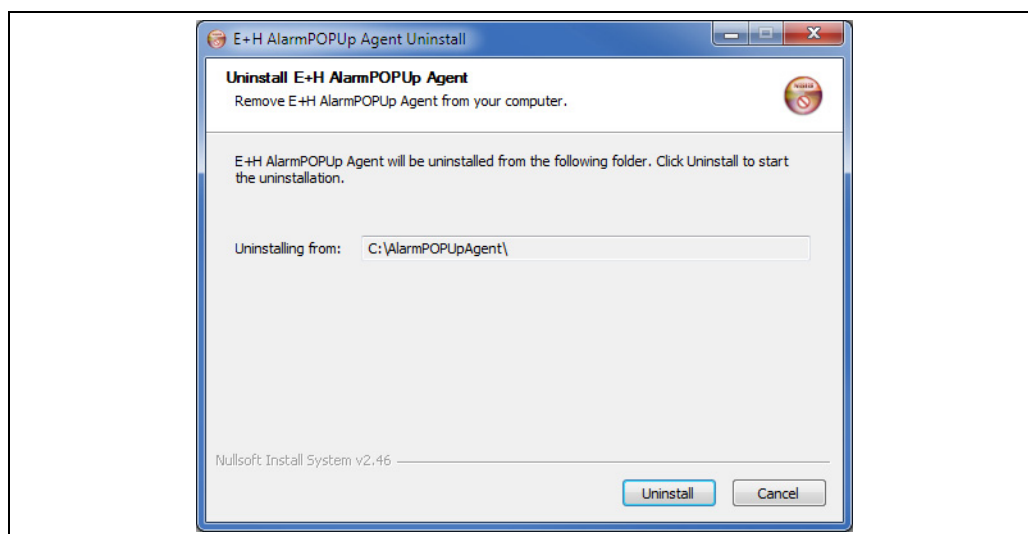 E+H AlarmPOPUp Agent Uninstall
Uninstall E+H AlarmPOPUp Agent
Remove E+H AlarmPOPUp Agent from your computer.
E+H AlarmPOPUp Agent will be uninstalled from the following folder. Click Uninstall to start
the uninstallation.
Uninstalling from: C:\AlarmPOPUpAgent\
Nullsoft Install System v2.46
Uninstall Cancel